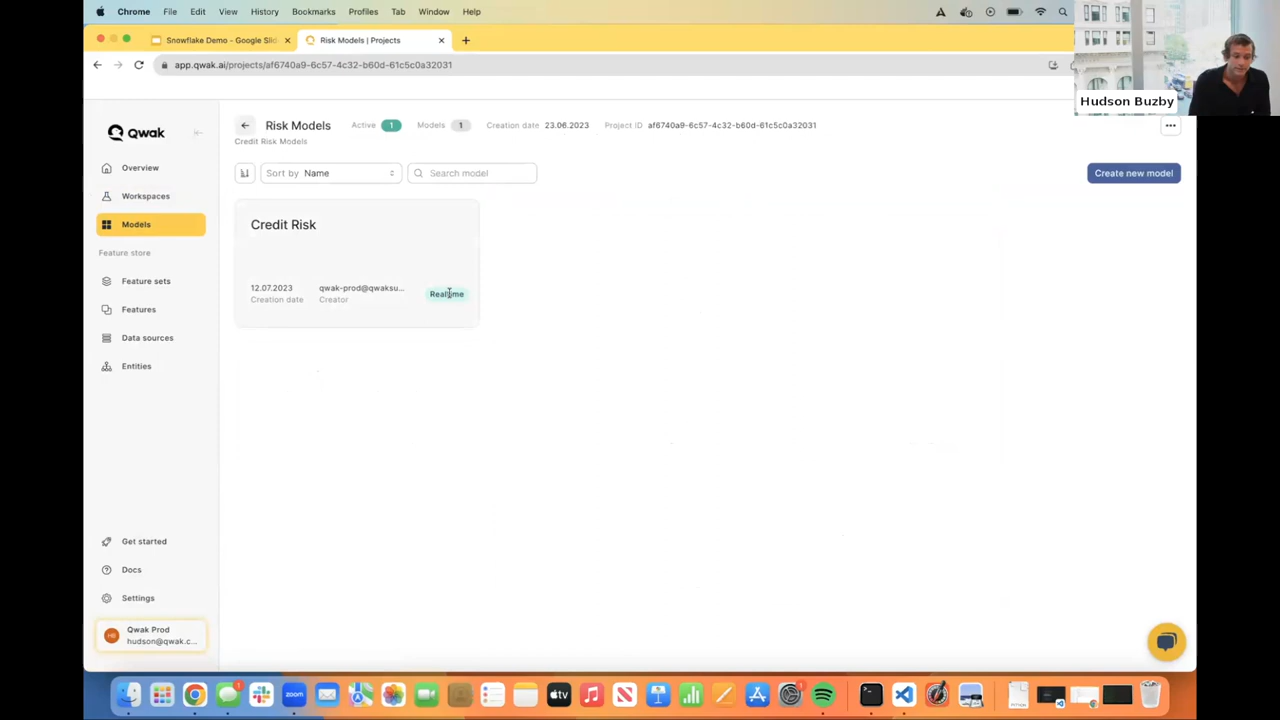 Chrome File Edit View History Bookmarks Profiles Tab Window Help
Snowflake Demo - Google Slid
Risk Models | Projects
app.qwak.ai/projects/af6740a9-6c57-4c32-b60d-61c5c0a32031
Hudson Buzby
Qwak
Overview
Workspaces
Models
Feature store
Feature sets
Features
Data sources
Entities
Get started
Docs
Settings
HB
Qwak Prod
hudson@qwak.c...
Risk Models Active 1 Models 1 Creation date 23.06.2023 Project ID af6740a9-6c57-4c32-b60d-61c5c0a32031
Credit Risk Models
Sort by Name
Search model
Create new model
Credit Risk
12.07.2023 qwak-prod@qwaksu...
Creation date Creator
Realtime
zoom
tv